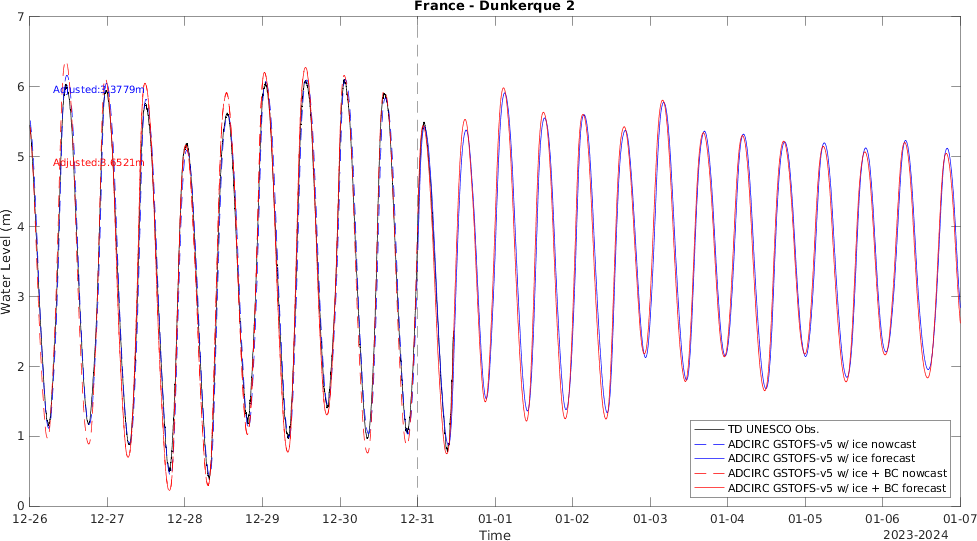 France - Dunkerque 2
Water Level (m)
7
6
5
4
3
2
1
0
Adjusted:3.3779m
Adjusted:3.6521m
TD UNESCO Obs.
ADCIRC GSTOFS-v5 w/ ice nowcast
ADCIRC GSTOFS-v5 w/ ice forecast
ADCIRC GSTOFS-v5 w/ ice + BC nowcast
ADCIRC GSTOFS-v5 w/ ice + BC forecast
12-26 12-27 12-28 12-29 12-30 12-31 01-01 01-02 01-03 01-04 01-05 01-06 01-07
Time
2023-2024